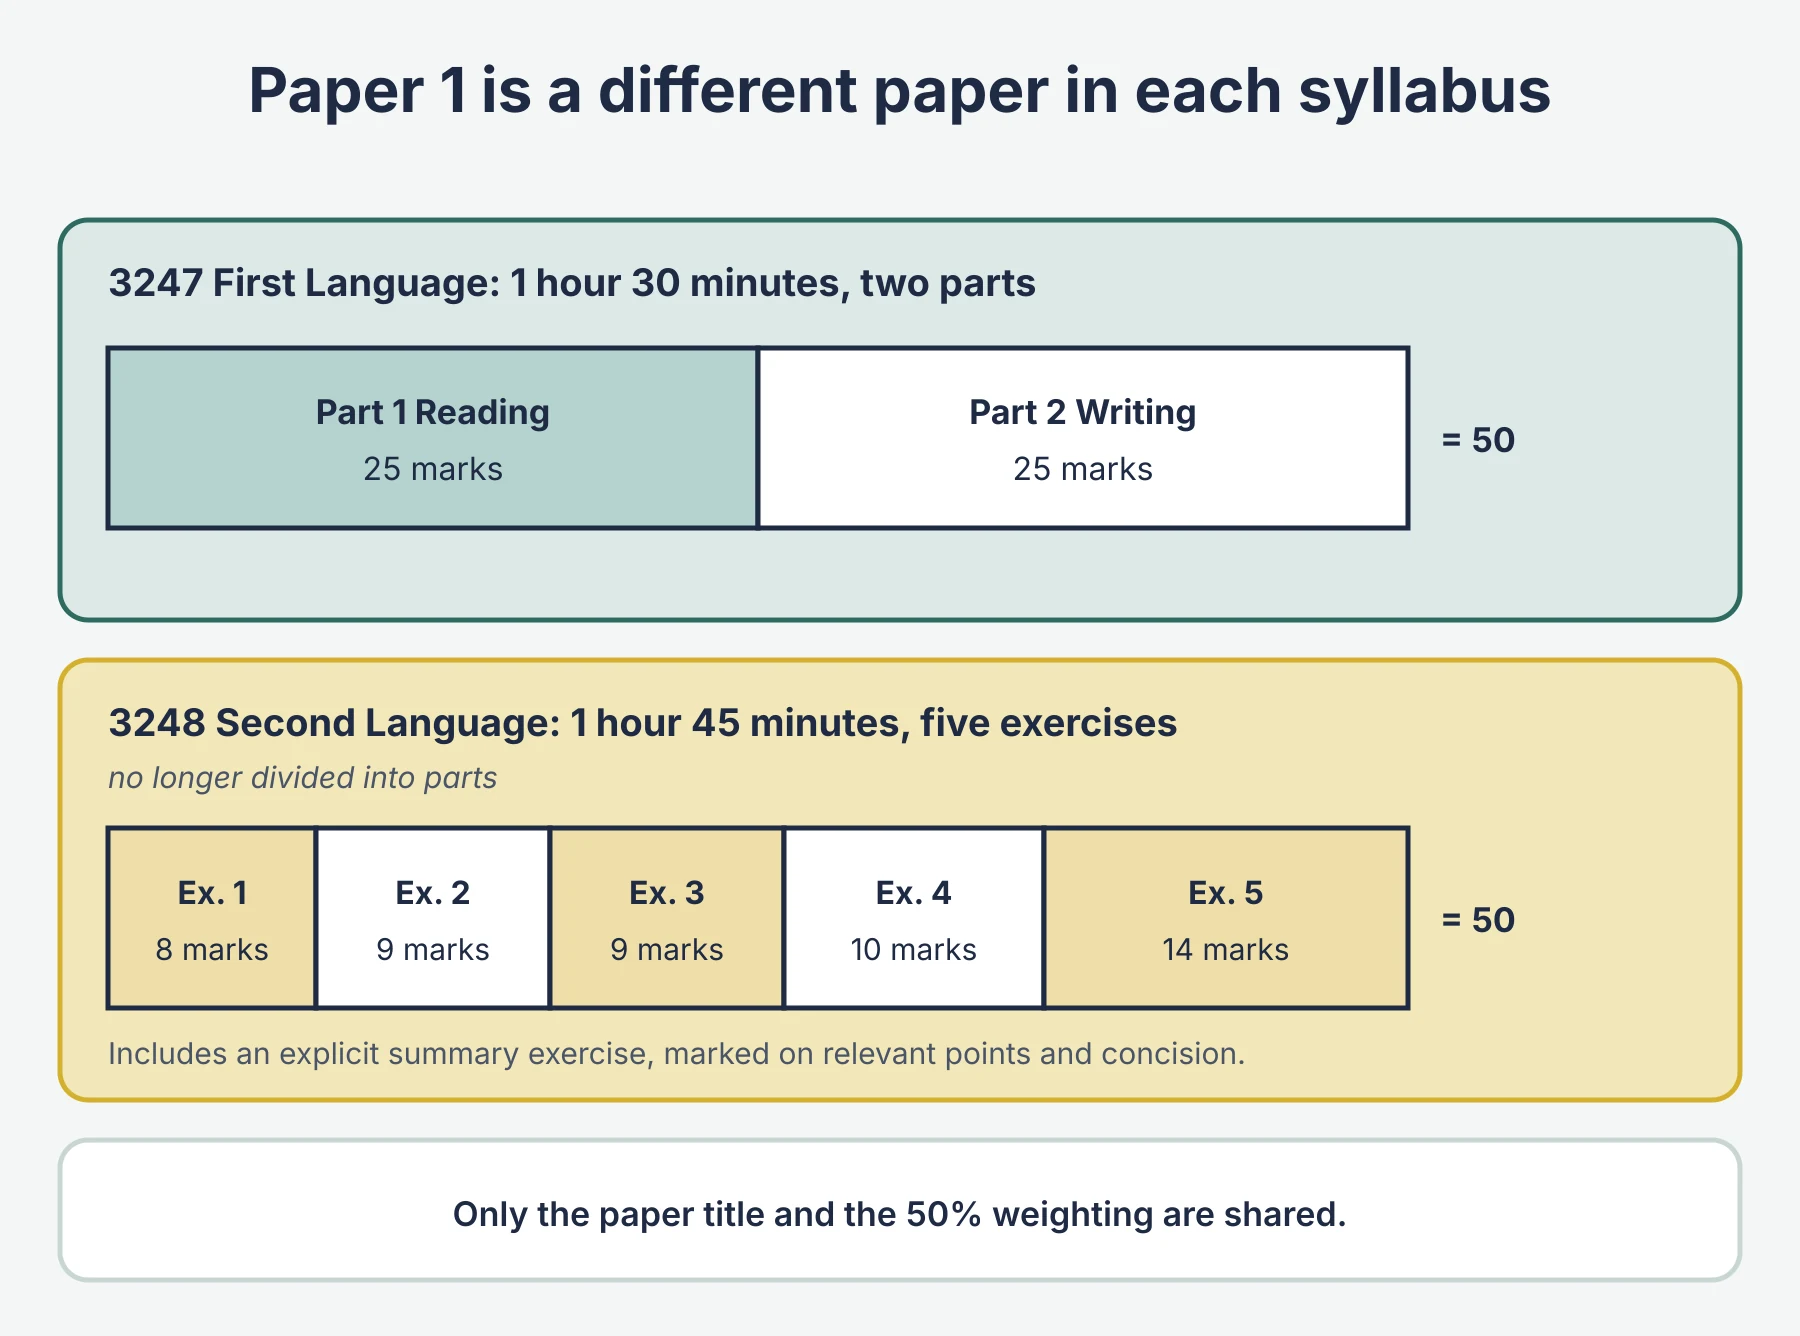 Paper 1 is a different paper in each syllabus
3247 First Language: 1 hour 30 minutes, two parts
Part 1 Reading
25 marks
Part 2 Writing
25 marks
= 50
3248 Second Language: 1 hour 45 minutes, five exercises
no longer divided into parts
Ex. 1
8 marks
Ex. 2
9 marks
Ex. 3
9 marks
Ex. 4
10 marks
Ex. 5
14 marks
= 50
Includes an explicit summary exercise, marked on relevant points and concision.
Only the paper title and the 50% weighting are shared.